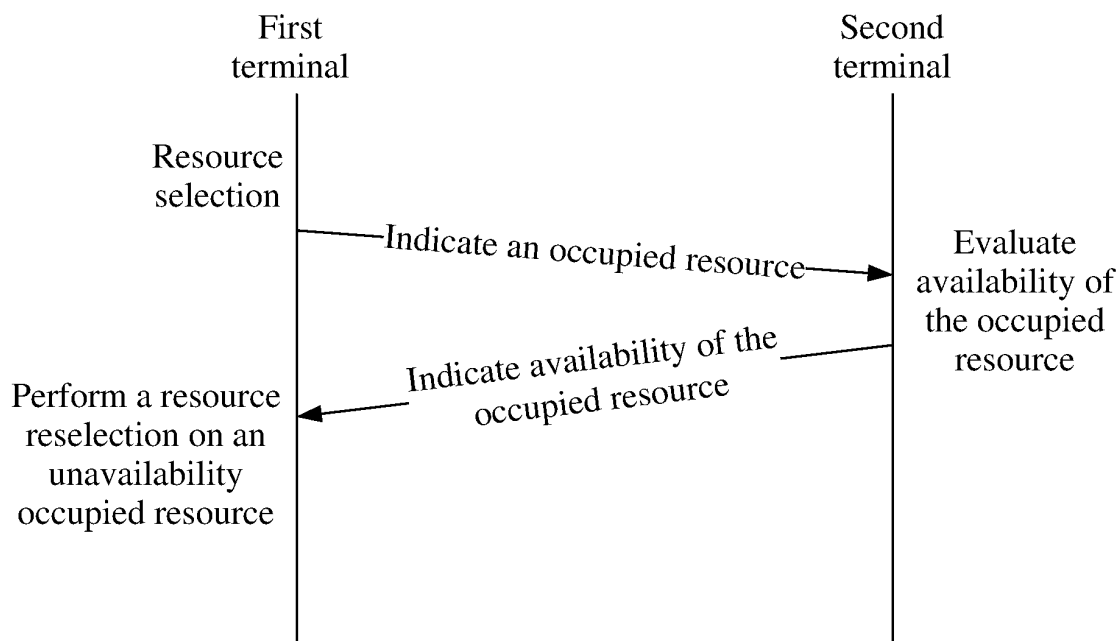 First
terminal
Second
terminal
Resource
selection
Indicate an occupied resource
Evaluate
availability of
the occupied
resource
Indicate availability of the
occupied resource
Perform a resource
reselection on an
unavailability
occupied resource